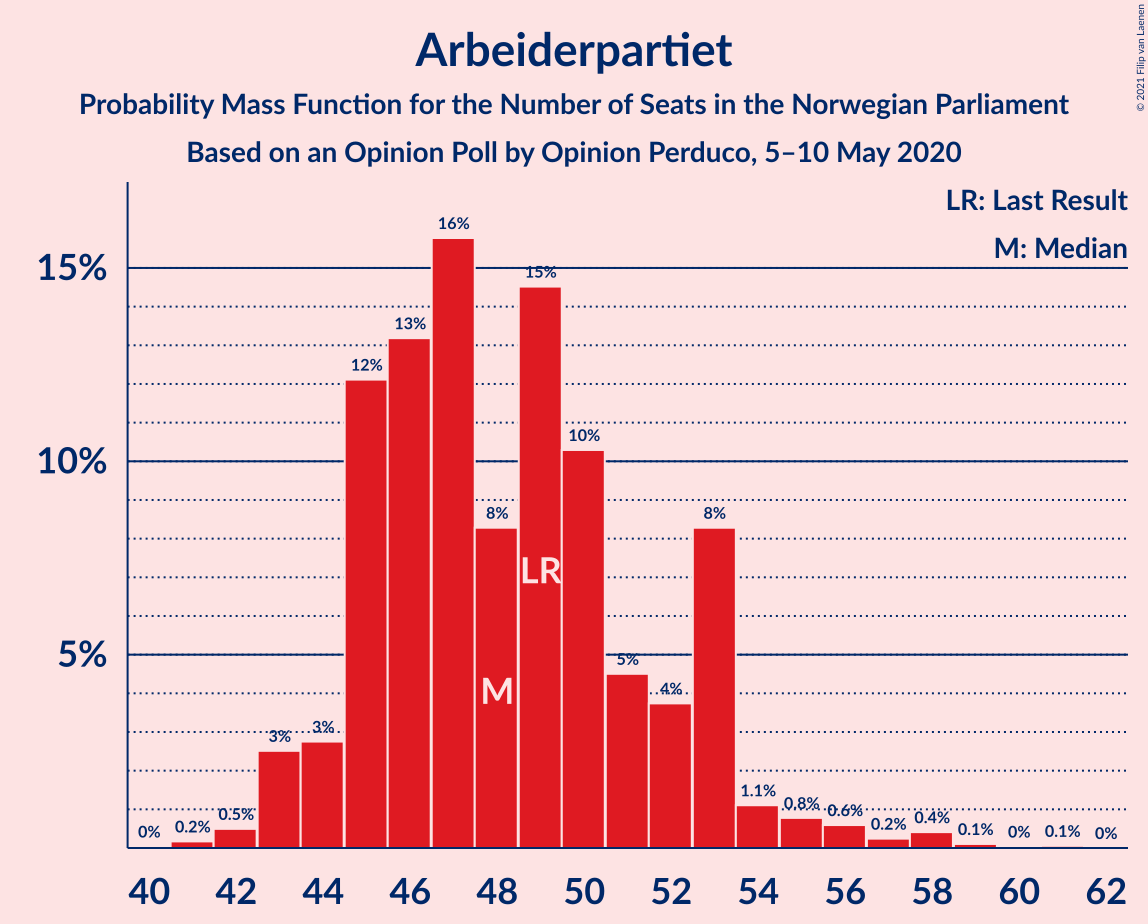 Arbeiderpartiet
Probability Mass Function for the Number of Seats in the Norwegian Parliament
Based on an Opinion Poll by Opinion Perduco, 5–10 May 2020
© 2021 Filip van Laenen
LR: Last Result
M: Median
15%
10%
5%
0%
0.2%
0.5%
3%
3%
12%
13%
16%
8%
15%
10%
5%
4%
8%
1.1%
0.8%
0.6%
0.2%
0.4%
0.1%
0%
0.1%
0%
LR
M
40 42 44 46 48 50 52 54 56 58 60 62